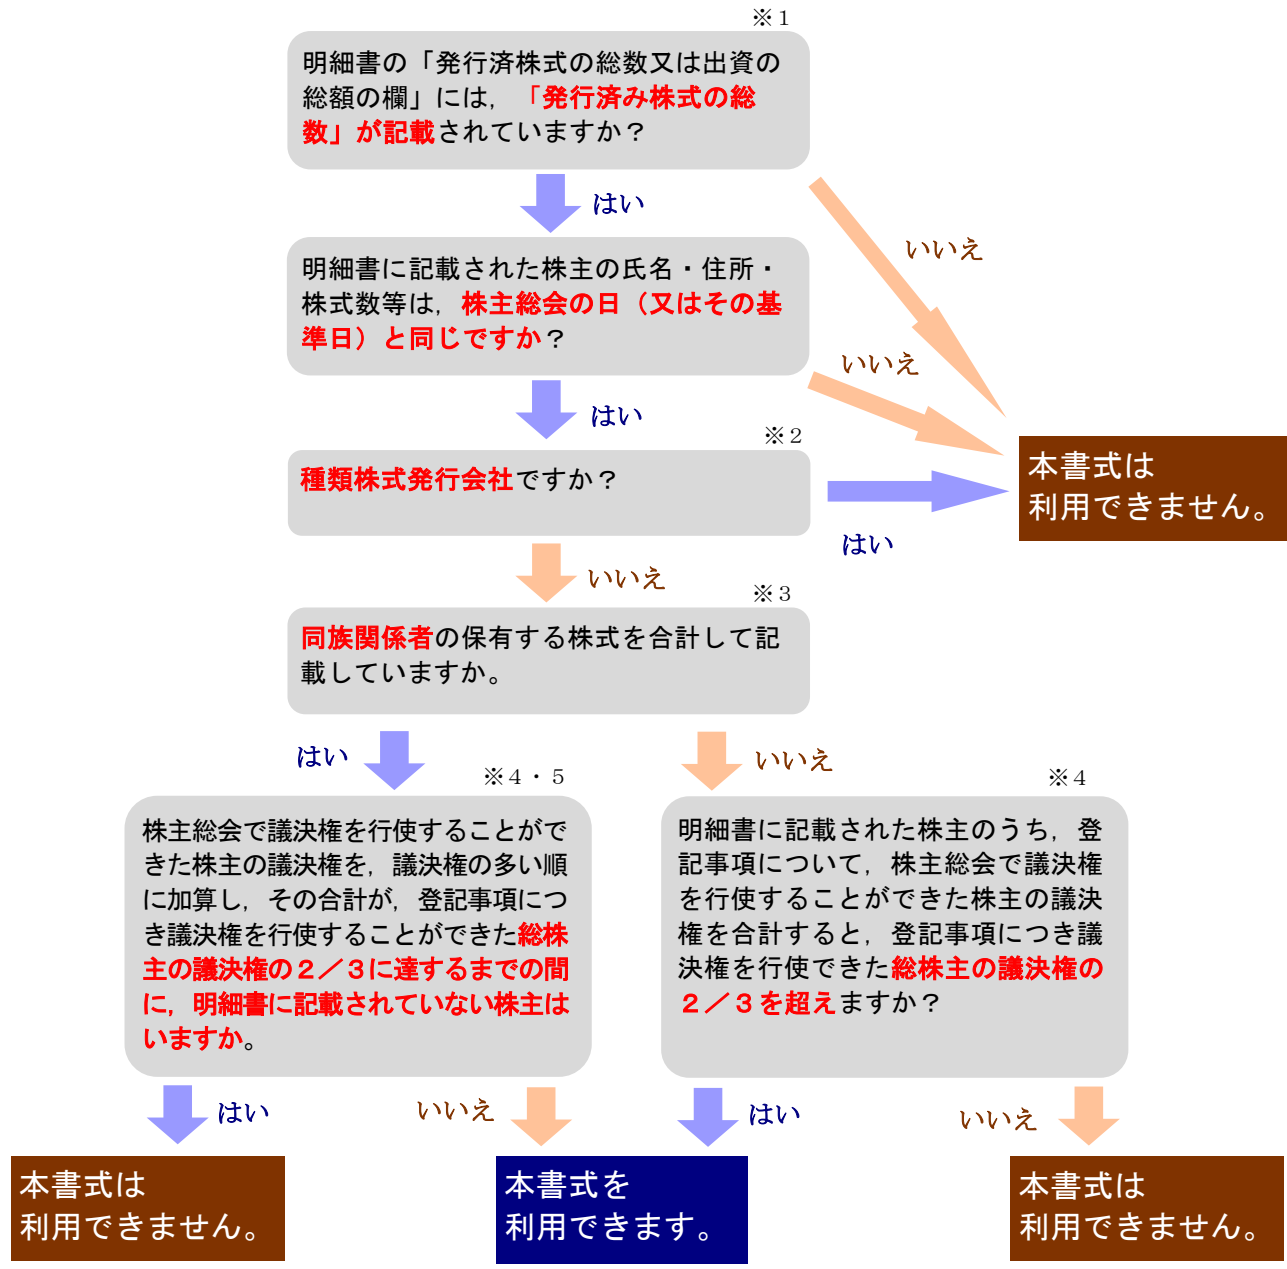 ※１
明細書の「発行済株式の総数又は出資の
総額の欄」には，「発行済み株式の総
数」が記載されていますか？
はい
いいえ
明細書に記載された株主の氏名・住所・
株式数等は，株主総会の日（又はその基
準日）と同じですか？
いいえ
はい
※２
種類株式発行会社ですか？
本書式は
利用できません。
はい
いいえ
※３
同族関係者の保有する株式を合計して記
載していますか。
はい
いいえ
※４・５
株主総会で議決権を行使することがで
きた株主の議決権を，議決権の多い順
に加算し，その合計が，登記事項につ
き議決権を行使することができた総株
主の議決権の２／３に達するまでの間
に，明細書に記載されていない株主は
いますか。
※４
明細書に記載された株主のうち，登
記事項について，株主総会で議決権
を行使することができた株主の議決
権を合計すると，登記事項につき議
決権を行使できた総株主の議決権の
２／３を超えますか？
はい
いいえ
はい
いいえ
本書式は
利用できません。
本書式を
利用できます。
本書式は
利用できません。